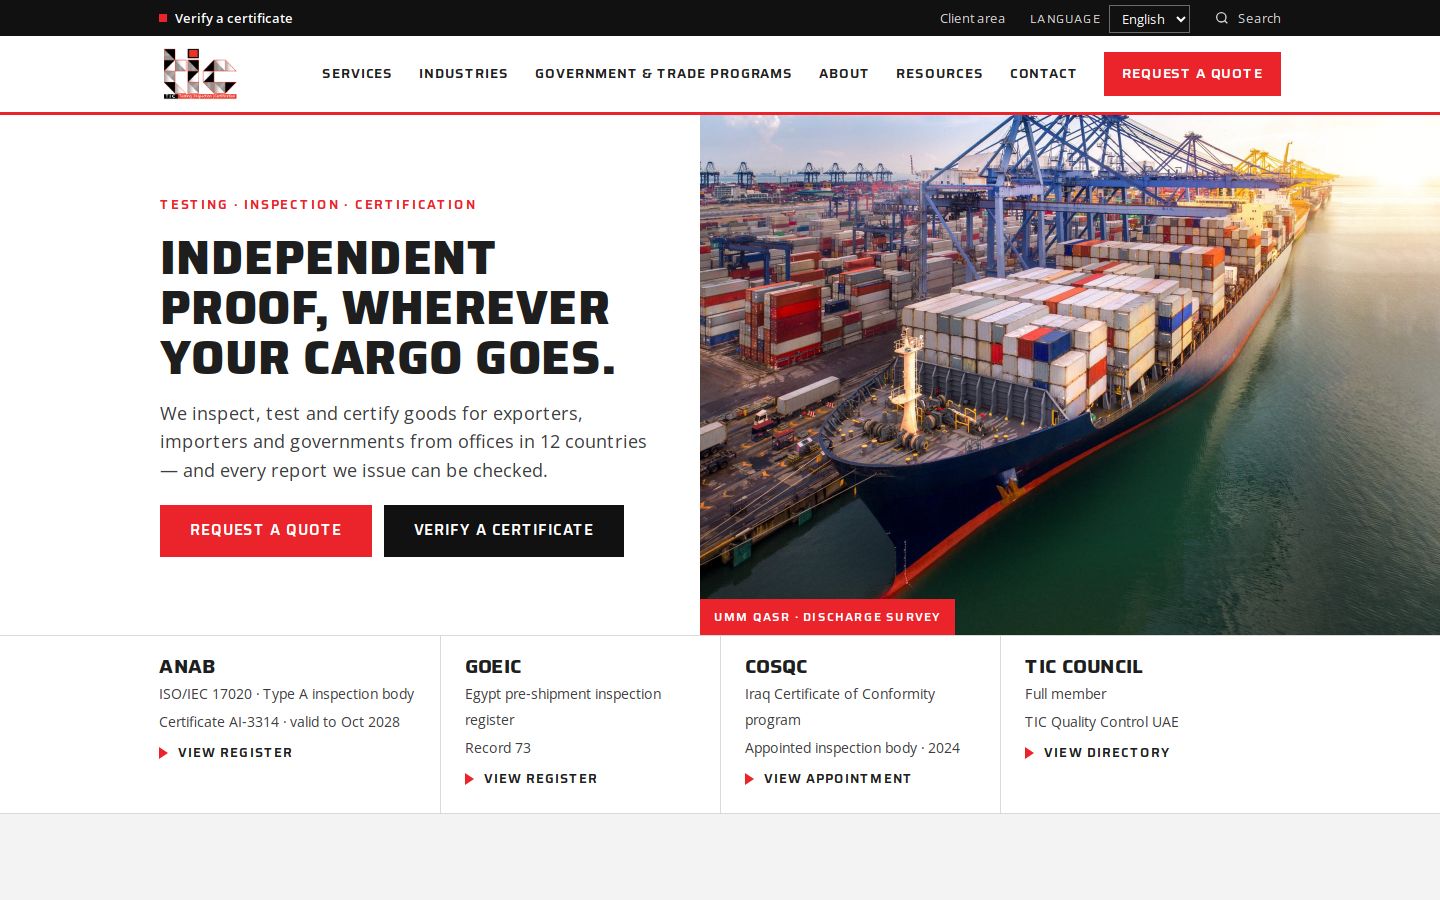 Verify a certificate
Client area
LANGUAGE
English
Search
tic
SERVICES
INDUSTRIES
GOVERNMENT & TRADE PROGRAMS
ABOUT
RESOURCES
CONTACT
REQUEST A QUOTE
TESTING · INSPECTION · CERTIFICATION
INDEPENDENT
PROOF, WHEREVER
YOUR CARGO GOES.
We inspect, test and certify goods for exporters,
importers and governments from offices in 12 countries
— and every report we issue can be checked.
REQUEST A QUOTE
VERIFY A CERTIFICATE
UMM QASR · DISCHARGE SURVEY
ANAB
ISO/IEC 17020 · Type A inspection body
Certificate AI-3314 · valid to Oct 2028
VIEW REGISTER
GOEIC
Egypt pre-shipment inspection
register
Record 73
VIEW REGISTER
COSQC
Iraq Certificate of Conformity
program
Appointed inspection body · 2024
VIEW APPOINTMENT
TIC COUNCIL
Full member
TIC Quality Control UAE
VIEW DIRECTORY